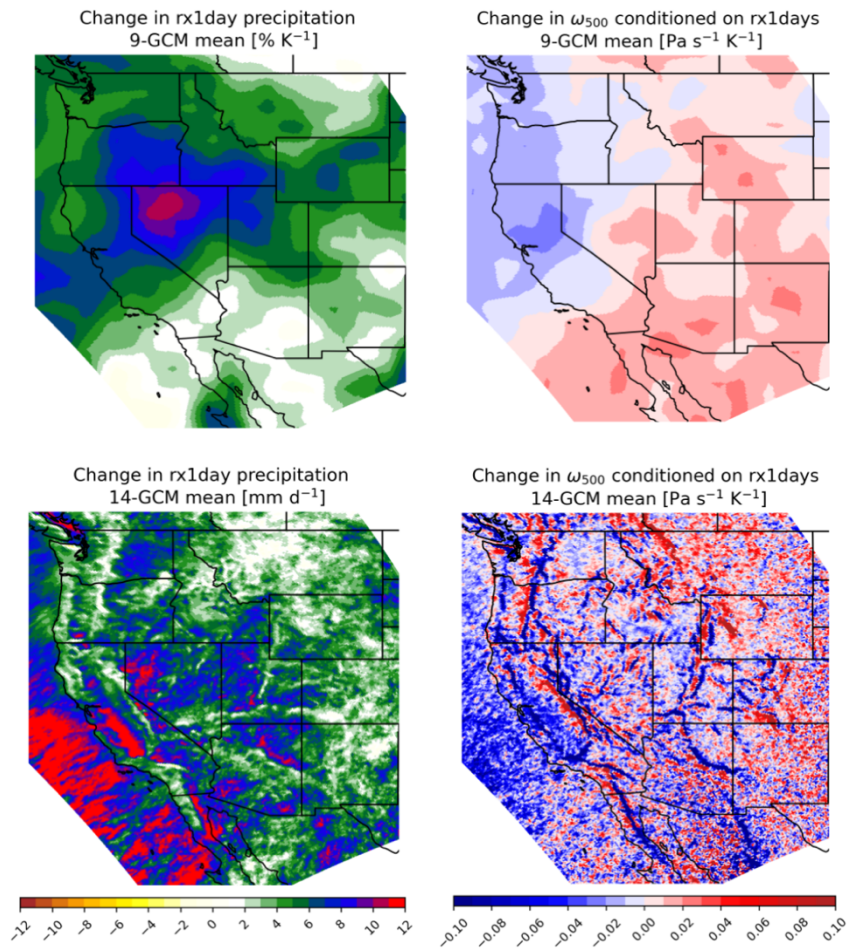 Change in rx1day precipitation
9-GCM mean [% K⁻¹]
Change in ω₅₀₀ conditioned on rx1days
9-GCM mean [Pa s⁻¹ K⁻¹]
Change in rx1day precipitation
14-GCM mean [mm d⁻¹]
Change in ω₅₀₀ conditioned on rx1days
14-GCM mean [Pa s⁻¹ K⁻¹]
−12 −10 −8 −6 −4 −2 2 4 6 8 10 12
−0.10 −0.08 −0.06 −0.04 −0.02 0.00 0.02 0.04 0.06 0.08 0.10